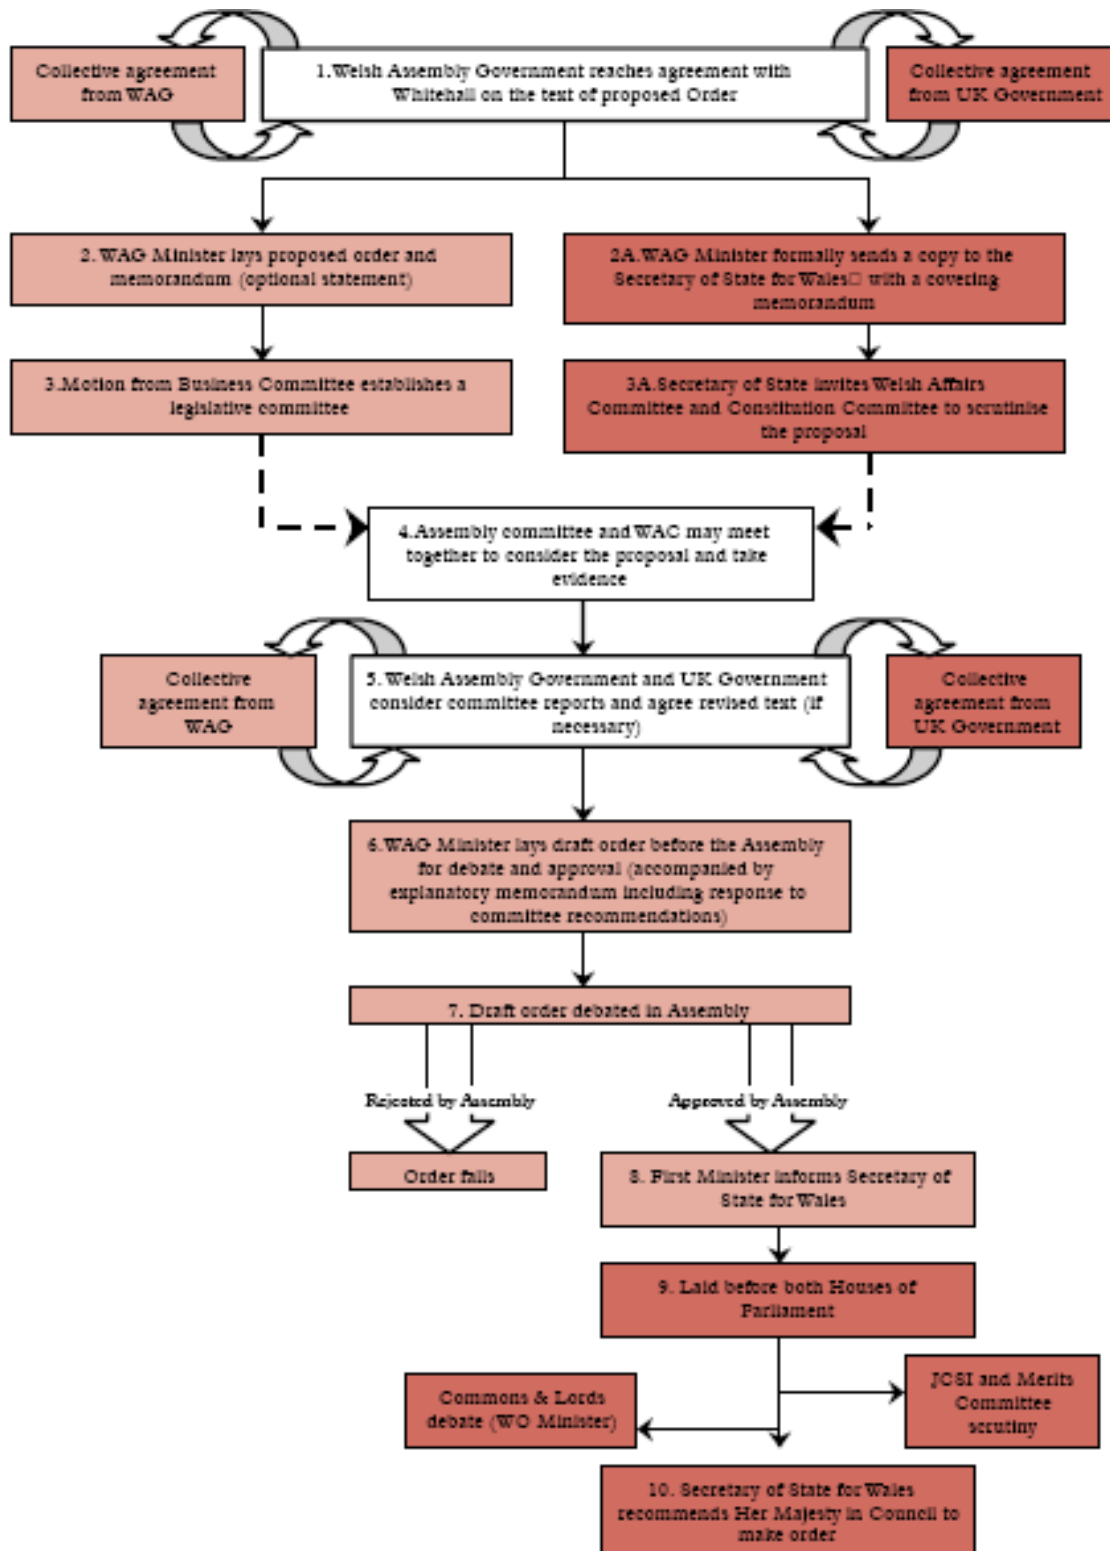 Collective agreement
from WAG
1.Welsh Assembly Government reaches agreement with
Whitehall on the text of proposed Order
Collective agreement
from UK Government
2. WAG Minister lays proposed order and
memorandum (optional statement)
2A.WAG Minister formally sends a copy to the
Secretary of State for Wales□ with a covering
memorandum
3.Motion from Business Committee establishes a
legislative committee
3A.Secretary of State invites Welsh Affairs
Committee and Constitution Committee to scrutinise
the proposal
4.Assembly committee and WAC may meet
together to consider the proposal and take
evidence
Collective
agreement from
WAG
5. Welsh Assembly Government and UK Government
consider committee reports and agree revised text (if
necessary)
Collective
agreement from
UK Government
6.WAG Minister lays draft order before the Assembly
for debate and approval (accompanied by
explanatory memorandum including response to
committee recommendations)
7. Draft order debated in Assembly
Rejected by Assembly
Approved by Assembly
Order falls
8. First Minister informs Secretary of
State for Wales
9. Laid before both Houses of
Parliament
Commons & Lords
debate (WO Minister)
JCSI and Merits
Committee
scrutiny
10. Secretary of State for Wales
recommends Her Majesty in Council to
make order